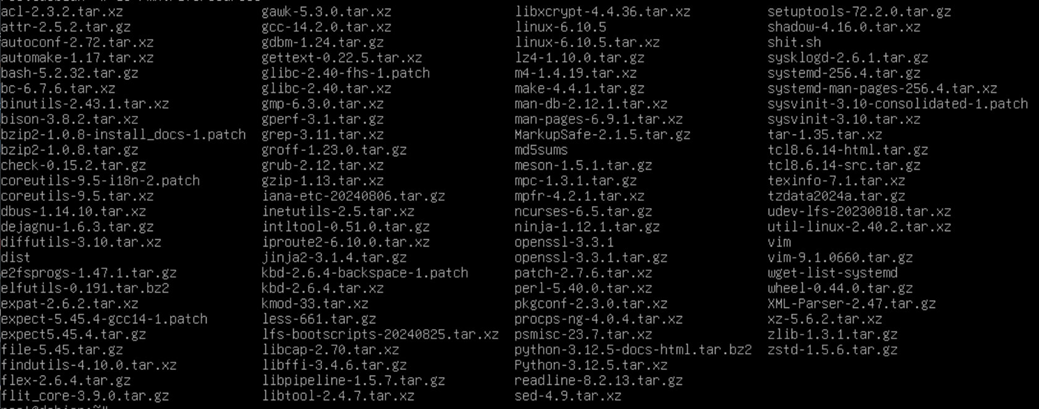 acl-2.3.2.tar.xz gawk-5.3.0.tar.xz libxcrypt-4.4.36.tar.xz setuptools-72.2.0.tar.gz
attr-2.5.2.tar.gz gcc-14.2.0.tar.xz linux-6.10.5 shadow-4.16.0.tar.xz
autoconf-2.72.tar.xz gdbm-1.24.tar.gz linux-6.10.5.tar.xz shit.sh
automake-1.17.tar.xz gettext-0.22.5.tar.xz lz4-1.10.0.tar.gz sysklogd-2.6.1.tar.gz
bash-5.2.32.tar.gz glibc-2.40-fhs-1.patch m4-1.4.19.tar.xz systemd-256.4.tar.gz
bc-6.7.6.tar.xz glibc-2.40.tar.xz make-4.4.1.tar.gz systemd-man-pages-256.4.tar.xz
binutils-2.43.1.tar.xz gmp-6.3.0.tar.xz man-db-2.12.1.tar.xz sysvinit-3.10-consolidated-1.patch
bison-3.8.2.tar.xz gperf-3.1.tar.gz man-pages-6.9.1.tar.xz sysvinit-3.10.tar.xz
bzip2-1.0.8-install_docs-1.patch grep-3.11.tar.xz MarkupSafe-2.1.5.tar.gz tar-1.35.tar.xz
bzip2-1.0.8.tar.gz groff-1.23.0.tar.gz md5sums tcl8.6.14-html.tar.gz
check-0.15.2.tar.gz grub-2.12.tar.xz meson-1.5.1.tar.gz tcl8.6.14-src.tar.gz
coreutils-9.5-i18n-2.patch gzip-1.13.tar.xz mpc-1.3.1.tar.gz texinfo-7.1.tar.xz
coreutils-9.5.tar.xz iana-etc-20240806.tar.gz mpfr-4.2.1.tar.xz tzdata2024a.tar.gz
dbus-1.14.10.tar.xz inetutils-2.5.tar.xz ncurses-6.5.tar.gz udev-lfs-20230818.tar.xz
dejagnu-1.6.3.tar.gz intltool-0.51.0.tar.gz ninja-1.12.1.tar.gz util-linux-2.40.2.tar.xz
diffutils-3.10.tar.xz iproute2-6.10.0.tar.xz openssl-3.3.1 vim
dist jinja2-3.1.4.tar.gz openssl-3.3.1.tar.gz vim-9.1.0660.tar.gz
e2fsprogs-1.47.1.tar.gz kbd-2.6.4-backspace-1.patch patch-2.7.6.tar.xz wget-list-systemd
elfutils-0.191.tar.bz2 kbd-2.6.4.tar.xz perl-5.40.0.tar.xz wheel-0.44.0.tar.gz
expat-2.6.2.tar.xz kmod-33.tar.xz pkgconf-2.3.0.tar.xz XML-Parser-2.47.tar.gz
expect-5.45.4-gcc14-1.patch less-661.tar.gz procps-ng-4.0.4.tar.xz xz-5.6.2.tar.xz
expect5.45.4.tar.gz lfs-bootscripts-20240825.tar.xz psmisc-23.7.tar.xz zlib-1.3.1.tar.gz
file-5.45.tar.gz libcap-2.70.tar.xz python-3.12.5-docs-html.tar.bz2 zstd-1.5.6.tar.gz
findutils-4.10.0.tar.xz libffi-3.4.6.tar.gz Python-3.12.5.tar.xz
flex-2.6.4.tar.gz libpipeline-1.5.7.tar.gz readline-8.2.13.tar.gz
flit_core-3.9.0.tar.gz libtool-2.4.7.tar.xz sed-4.9.tar.xz